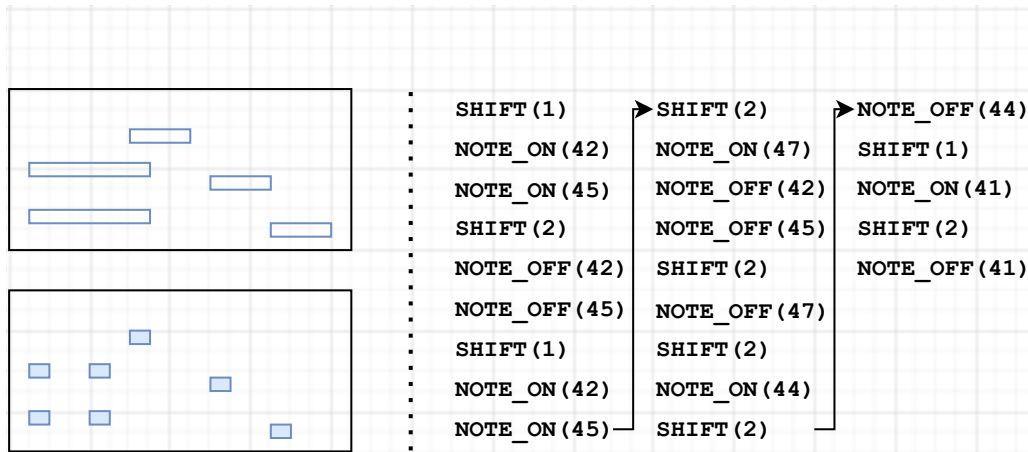 SHIFT(1)
NOTE_ON(42)
NOTE_ON(45)
SHIFT(2)
NOTE_OFF(42)
NOTE_OFF(45)
SHIFT(1)
NOTE_ON(42)
NOTE_ON(45)
SHIFT(2)
NOTE_ON(47)
NOTE_OFF(42)
NOTE_OFF(45)
SHIFT(2)
NOTE_OFF(47)
SHIFT(2)
NOTE_ON(44)
SHIFT(2)
NOTE_OFF(44)
SHIFT(1)
NOTE_ON(41)
SHIFT(2)
NOTE_OFF(41)